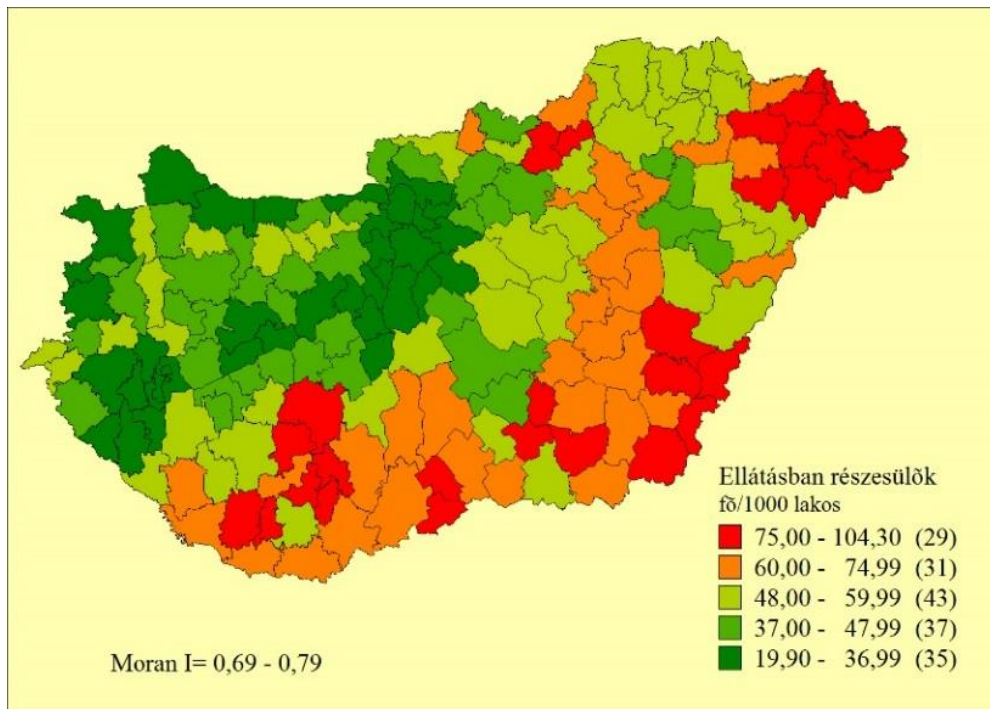 Ellátásban részesülõk
fõ/1000 lakos
75,00 - 104,30 (29)
60,00 - 74,99 (31)
48,00 - 59,99 (43)
37,00 - 47,99 (37)
19,90 - 36,99 (35)
Moran I= 0,69 - 0,79